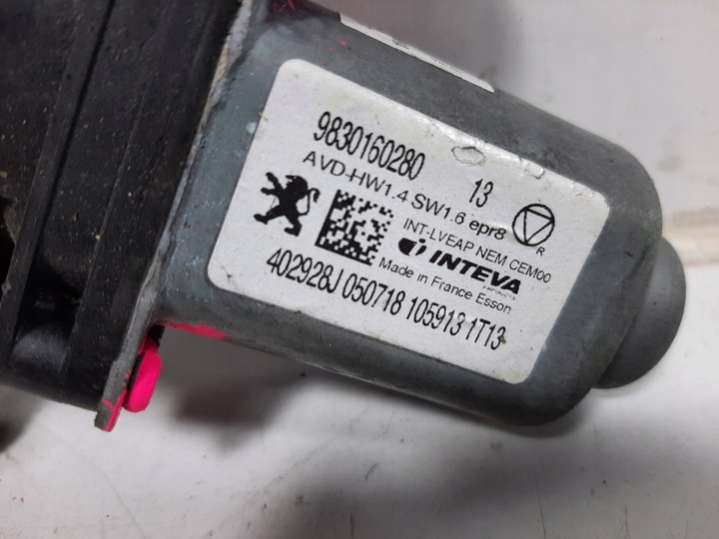 9830160280 13
AVD-HW1.4 SW1.6 epr8
R
INT-LVEAP NEM CEM00
INTEVA
PRODUCTS
Made in France Esson
402928J 050718 105913 1T13